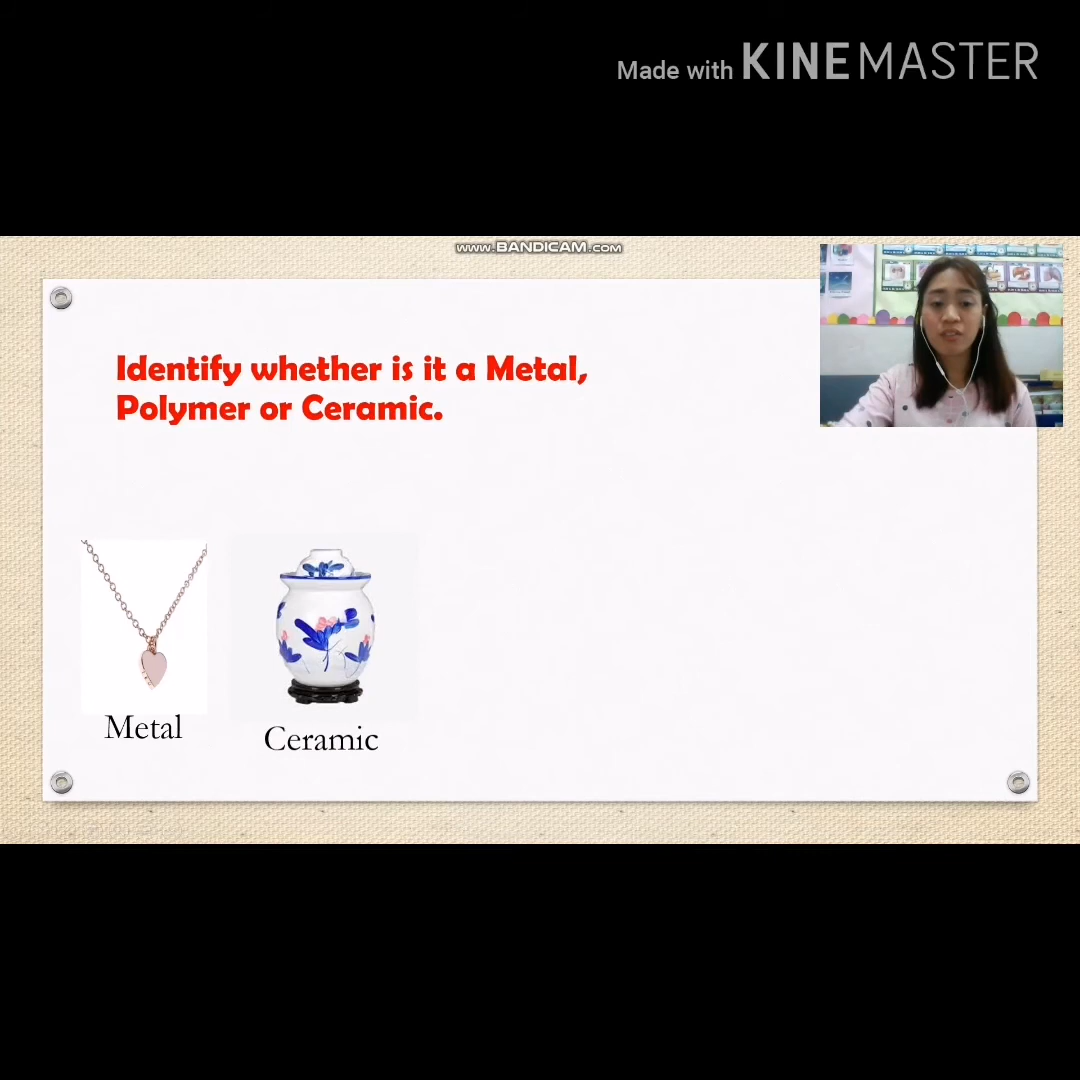 Made with KINEMASTER
www.BANDICAM.com
Identify whether is it a Metal,
Polymer or Ceramic.
Metal
Ceramic